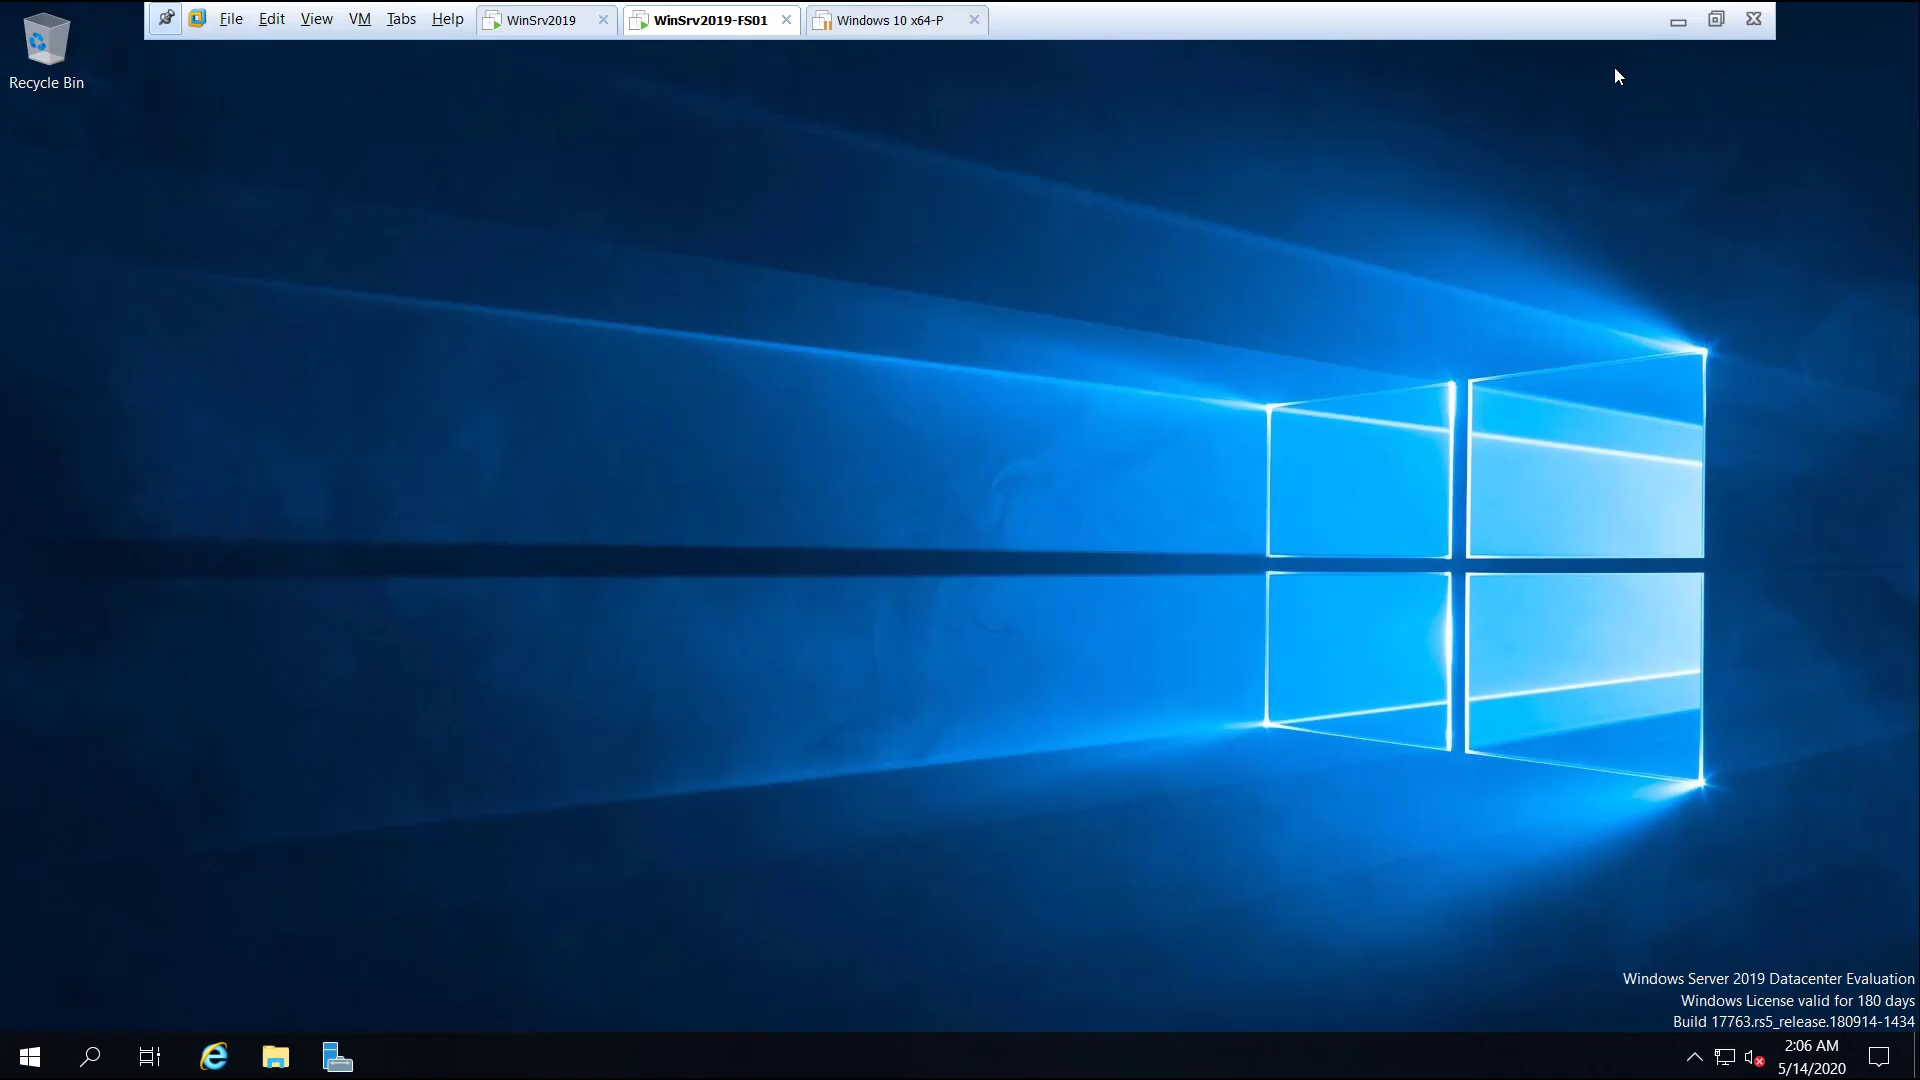 File Edit View VM Tabs Help WinSrv2019 WinSrv2019-FS01 Windows 10 x64-P
Recycle Bin
Windows Server 2019 Datacenter Evaluation
Windows License valid for 180 days
Build 17763.rs5_release.180914-1434
2:06 AM
5/14/2020